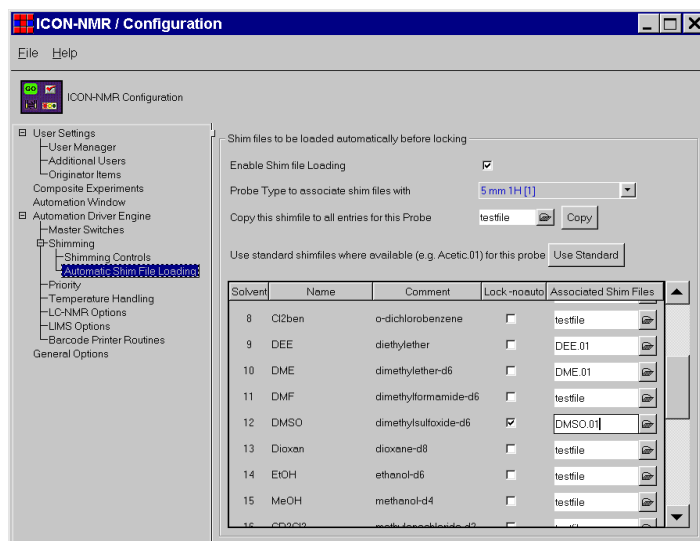 ICON-NMR / Configuration
File Help
ICON-NMR Configuration
User Settings
User Manager
Additional Users
Originator Items
Composite Experiments
Automation Window
Automation Driver Engine
Master Switches
Shimming
Shimming Controls
Automatic Shim File Loading
Priority
Temperature Handling
LC-NMR Options
LIMS Options
Barcode Printer Routines
General Options
Shim files to be loaded automatically before locking
Enable Shim file Loading
Probe Type to associate shim files with 5 mm 1H [1]
Copy this shimfile to all entries for this Probe testfile Copy
Use standard shimfiles where available (e.g. Acetic.01) for this probe Use Standard
Solvent Name Comment Lock -noauto Associated Shim Files
8 Cl2ben o-dichlorobenzene testfile
9 DEE diethylether DEE.01
10 DME dimethylether-d6 DME.01
11 DMF dimethylformamide-d6 testfile
12 DMSO dimethylsulfoxide-d6 DMSO.01
13 Dioxan dioxane-d8 testfile
14 EtOH ethanol-d6 testfile
15 MeOH methanol-d4 testfile
16 CD2Cl2